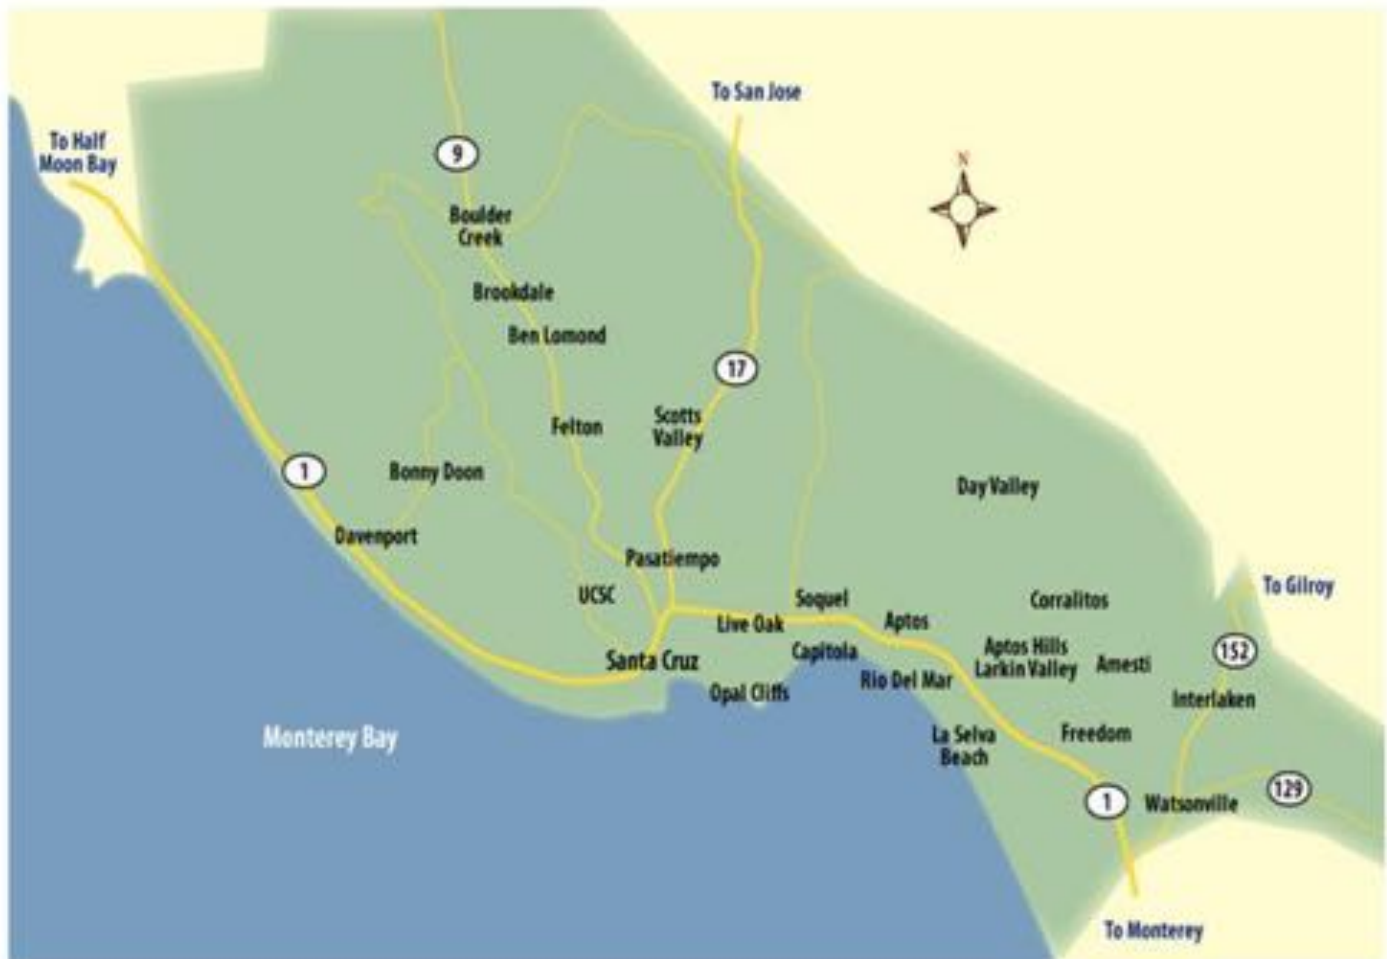 To San Jose
To Half
Moon Bay
9
N
Boulder
Creek
Brookdale
Ben Lomond
17
Scotts
Valley
Felton
1
Bonny Doon
Day Valley
Davenport
Pasatiempo
To Gilroy
UCSC
Soquel
Corralitos
Live Oak
Aptos
Capitola
Aptos Hills
Larkin Valley
Amesti
152
Santa Cruz
Opal Cliffs
Rio Del Mar
Interlaken
Monterey Bay
La Selva
Beach
Freedom
1
Watsonville
129
To Monterey